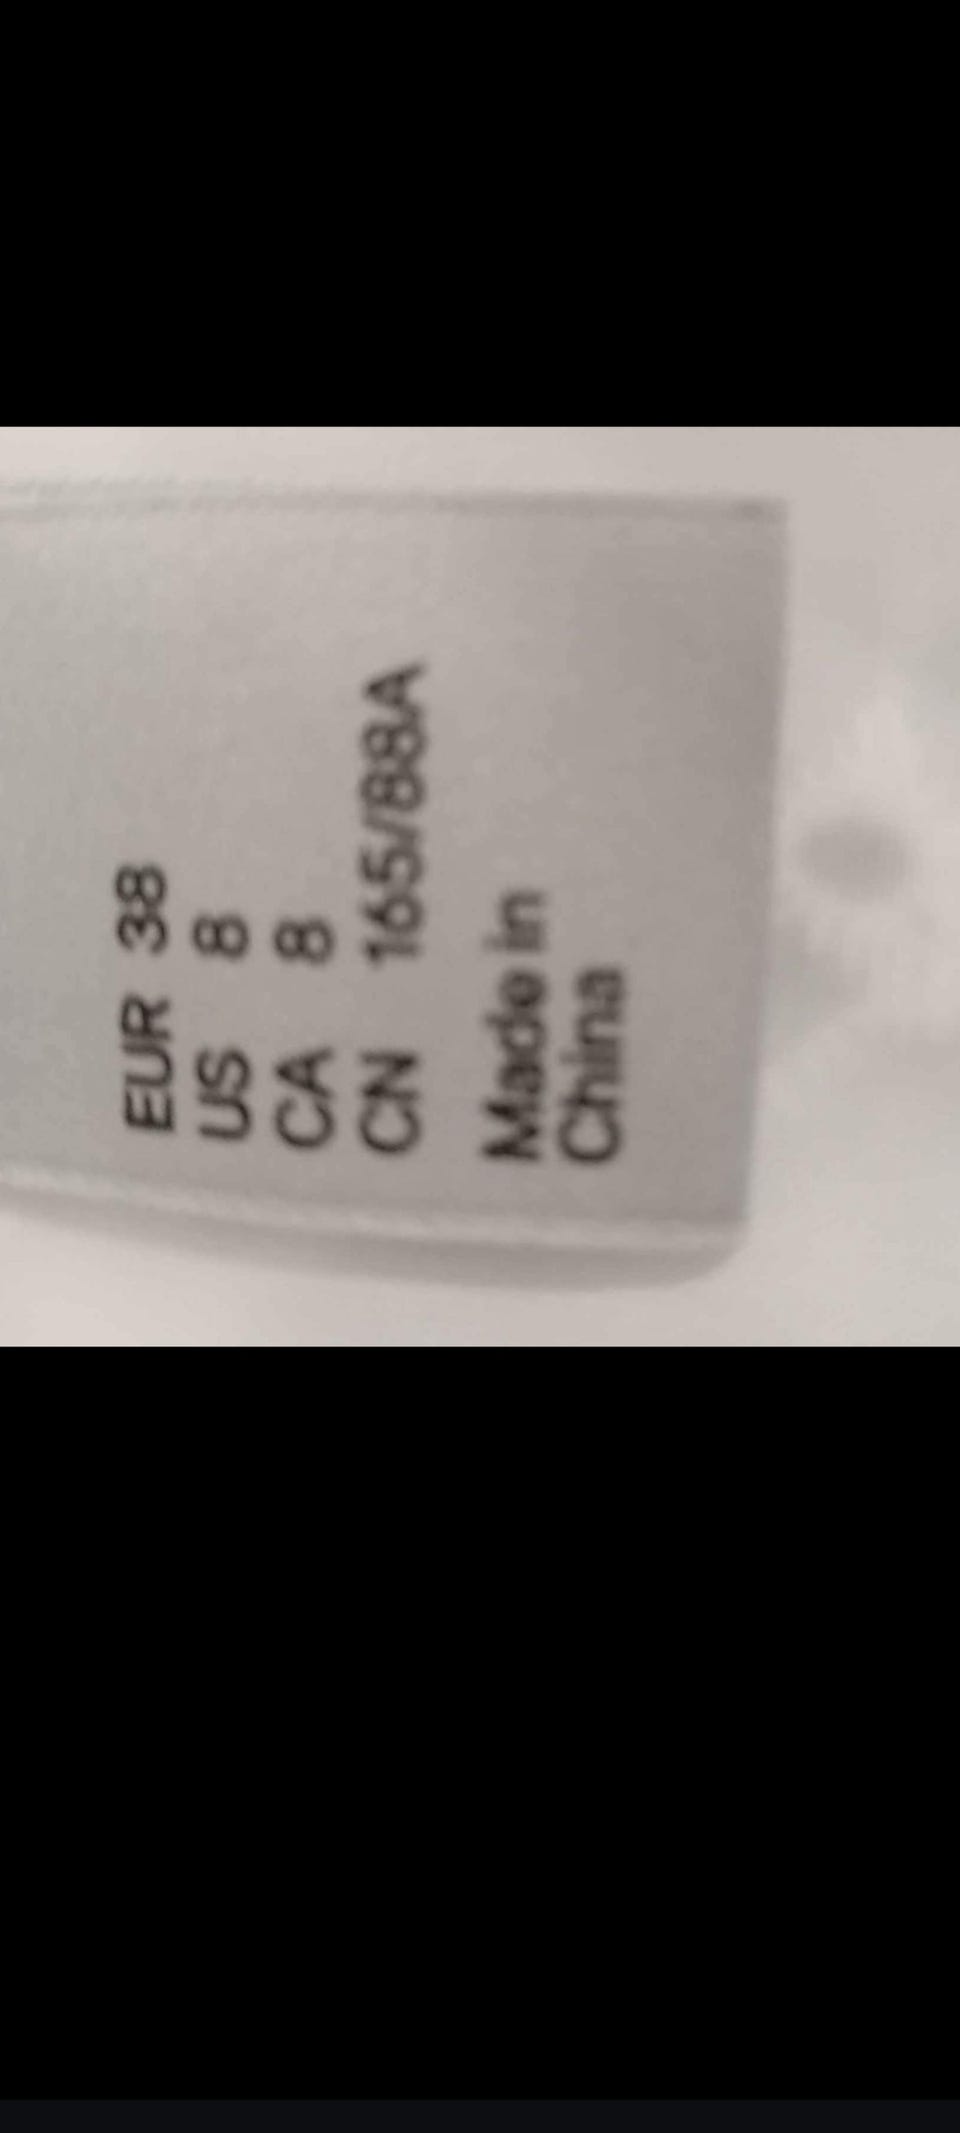 EUR 38
US 8
CA 8
CN 165/88A
Made in
China